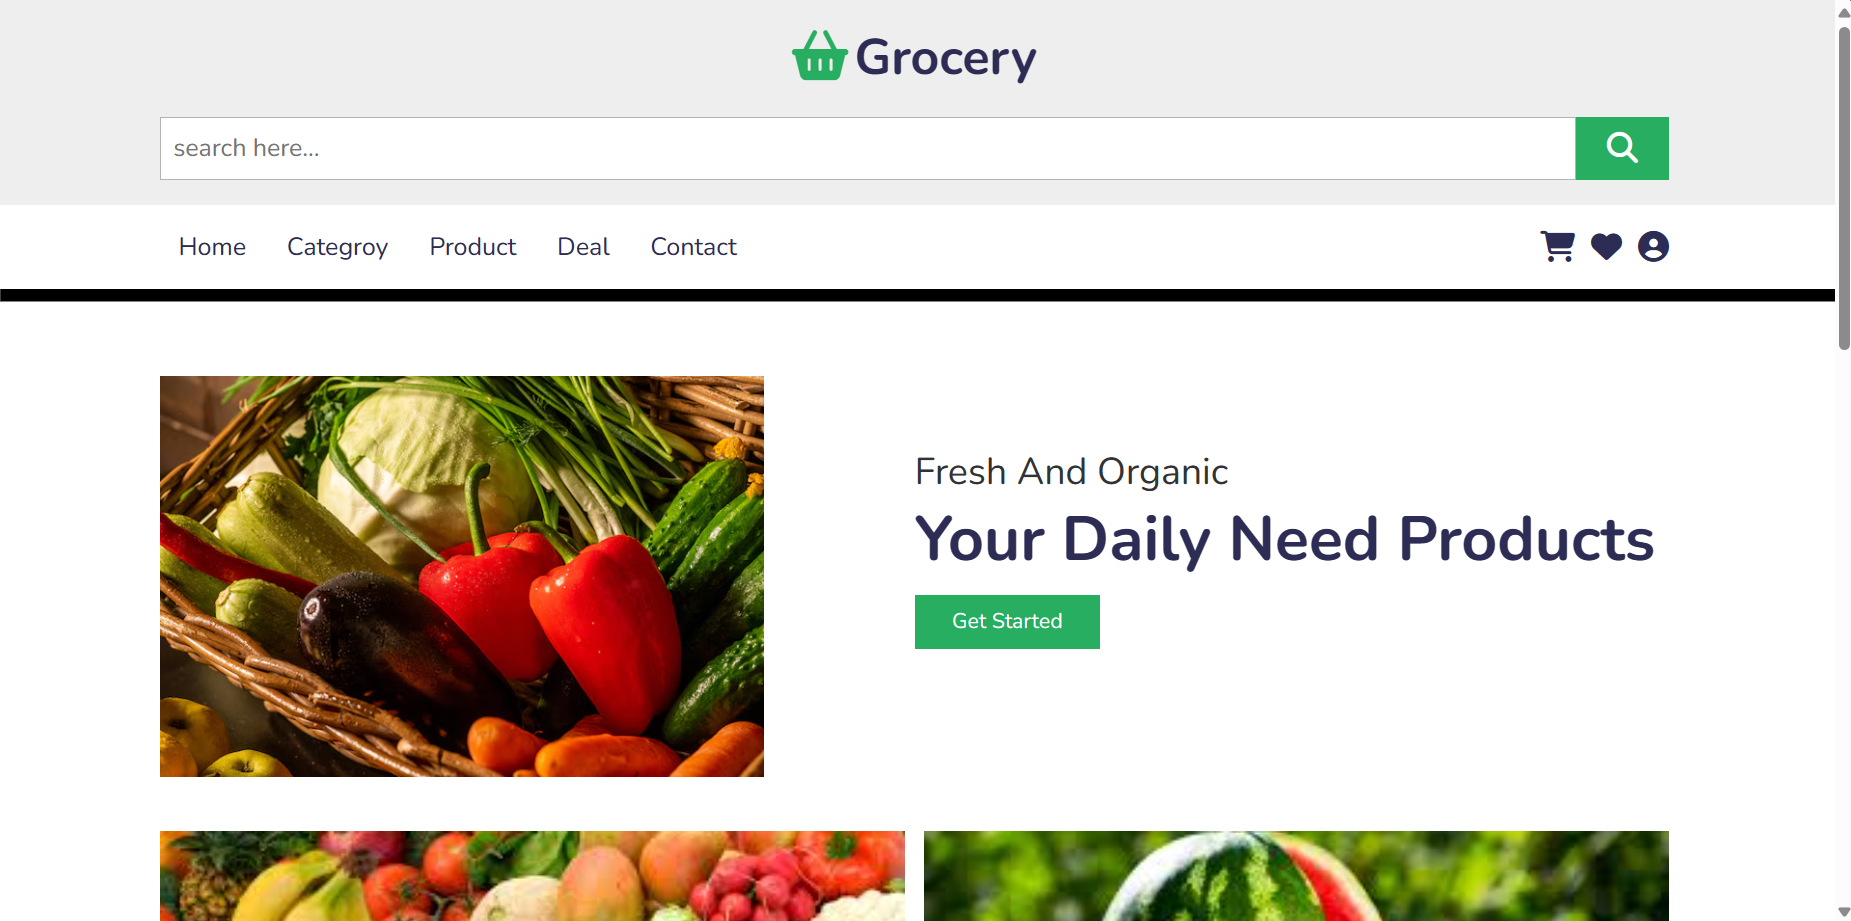 Grocery
search here...
Home Categroy Product Deal Contact
Fresh And Organic
Your Daily Need Products
Get Started